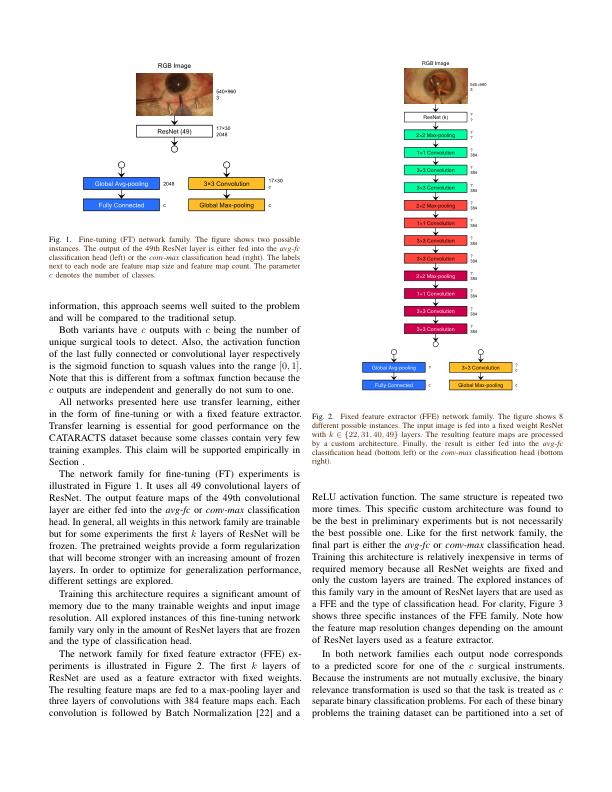 RGB Image
540×960
3
ResNet (49)
17×30
2048
Global Avg-pooling
2048
3×3 Convolution
17×30
c
Fully Connected
c
Global Max-pooling
c
Fig. 1. Fine-tuning (FT) network family. The figure shows two possible
instances. The output of the 49th ResNet layer is either fed into the avg-fc
classification head (left) or the conv-max classification head (right). The labels
next to each node are feature map size and feature map count. The parameter
c denotes the number of classes.
information, this approach seems well suited to the problem
and will be compared to the traditional setup.
Both variants have c outputs with c being the number of
unique surgical tools to detect. Also, the activation function
of the last fully connected or convolutional layer respectively
is the sigmoid function to squash values into the range [0, 1].
Note that this is different from a softmax function because the
c outputs are independent and generally do not sum to one.
All networks presented here use transfer learning, either
in the form of fine-tuning or with a fixed feature extractor.
Transfer learning is essential for good performance on the
CATARACTS dataset because some classes contain very few
training examples. This claim will be supported empirically in
Section .
The network family for fine-tuning (FT) experiments is
illustrated in Figure 1. It uses all 49 convolutional layers of
ResNet. The output feature maps of the 49th convolutional
layer are either fed into the avg-fc or conv-max classification
head. In general, all weights in this network family are trainable
but for some experiments the first k layers of ResNet will be
frozen. The pretrained weights provide a form regularization
that will become stronger with an increasing amount of frozen
layers. In order to optimize for generalization performance,
different settings are explored.
Training this architecture requires a significant amount of
memory due to the many trainable weights and input image
resolution. All explored instances of this fine-tuning network
family vary only in the amount of ResNet layers that are frozen
and the type of classification head.
The network family for fixed feature extractor (FFE) ex-
periments is illustrated in Figure 2. The first k layers of
ResNet are used as a feature extractor with fixed weights.
The resulting feature maps are fed to a max-pooling layer and
three layers of convolutions with 384 feature maps each. Each
convolution is followed by Batch Normalization [22] and a
RGB Image
540×960
3
ResNet (k)
?
?
2×2 Max-pooling
?
?
1×1 Convolution
?
384
3×3 Convolution
?
384
3×3 Convolution
?
384
2×2 Max-pooling
?
384
1×1 Convolution
?
384
3×3 Convolution
?
384
3×3 Convolution
?
384
2×2 Max-pooling
?
384
1×1 Convolution
?
384
3×3 Convolution
?
384
3×3 Convolution
?
384
Global Avg-pooling
?
3×3 Convolution
?
c
Fully Connected
c
Global Max-pooling
c
Fig. 2. Fixed feature extractor (FFE) network family. The figure shows 8
different possible instances. The input image is fed into a fixed weight ResNet
with k ∈ {22, 31, 40, 49} layers. The resulting feature maps are processed
by a custom architecture. Finally, the result is either fed into the avg-fc
classification head (bottom left) or the conv-max classification head (bottom
right).
ReLU activation function. The same structure is repeated two
more times. This specific custom architecture was found to
be the best in preliminary experiments but is not necessarily
the best possible one. Like for the first network family, the
final part is either the avg-fc or conv-max classification head.
Training this architecture is relatively inexpensive in terms of
required memory because all ResNet weights are fixed and
only the custom layers are trained. The explored instances of
this family vary in the amount of ResNet layers that are used as
a FFE and the type of classification head. For clarity, Figure 3
shows three specific instances of the FFE family. Note how
the feature map resolution changes depending on the amount
of ResNet layers used as a feature extractor.
In both network families each output node corresponds
to a predicted score for one of the c surgical instruments.
Because the instruments are not mutually exclusive, the binary
relevance transformation is used so that the task is treated as c
separate binary classification problems. For each of these binary
problems the training dataset can be partitioned into a set of